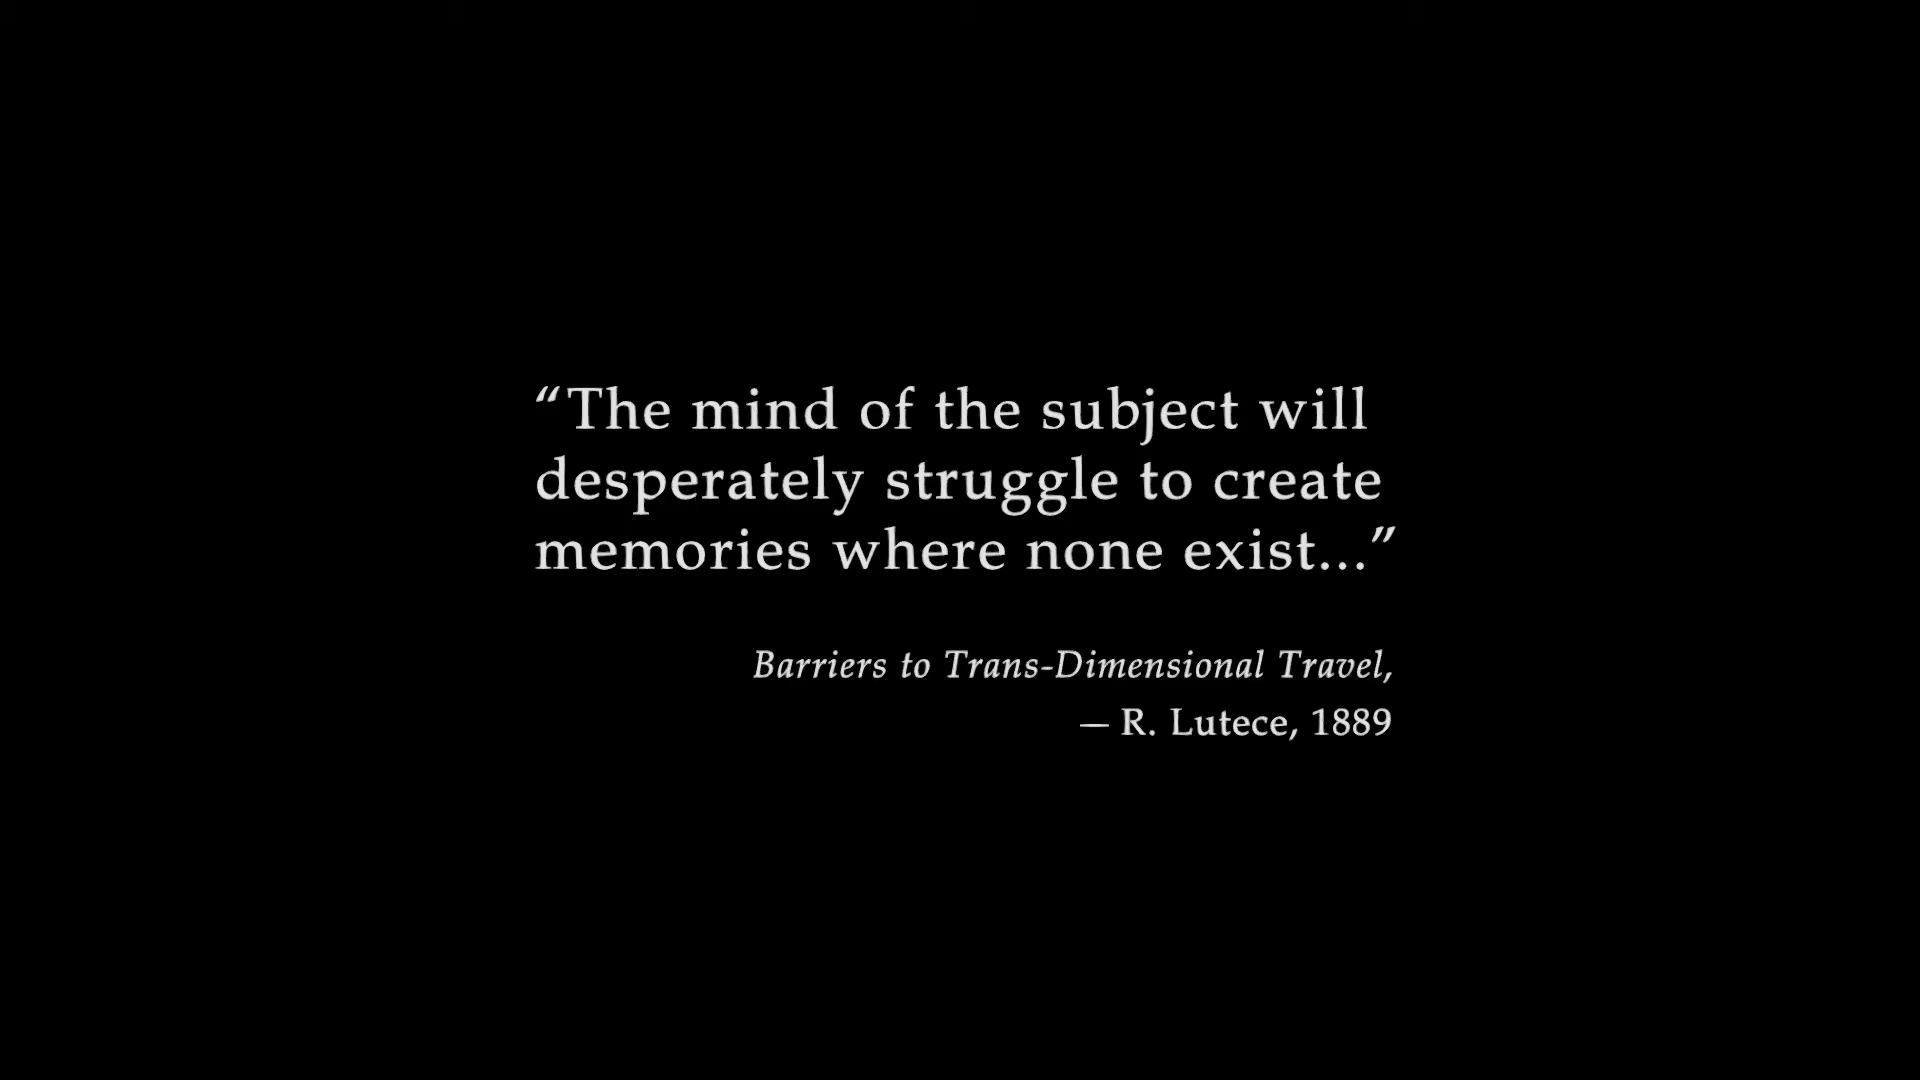 “The mind of the subject will
desperately struggle to create
memories where none exist...”
Barriers to Trans-Dimensional Travel,
— R. Lutece, 1889